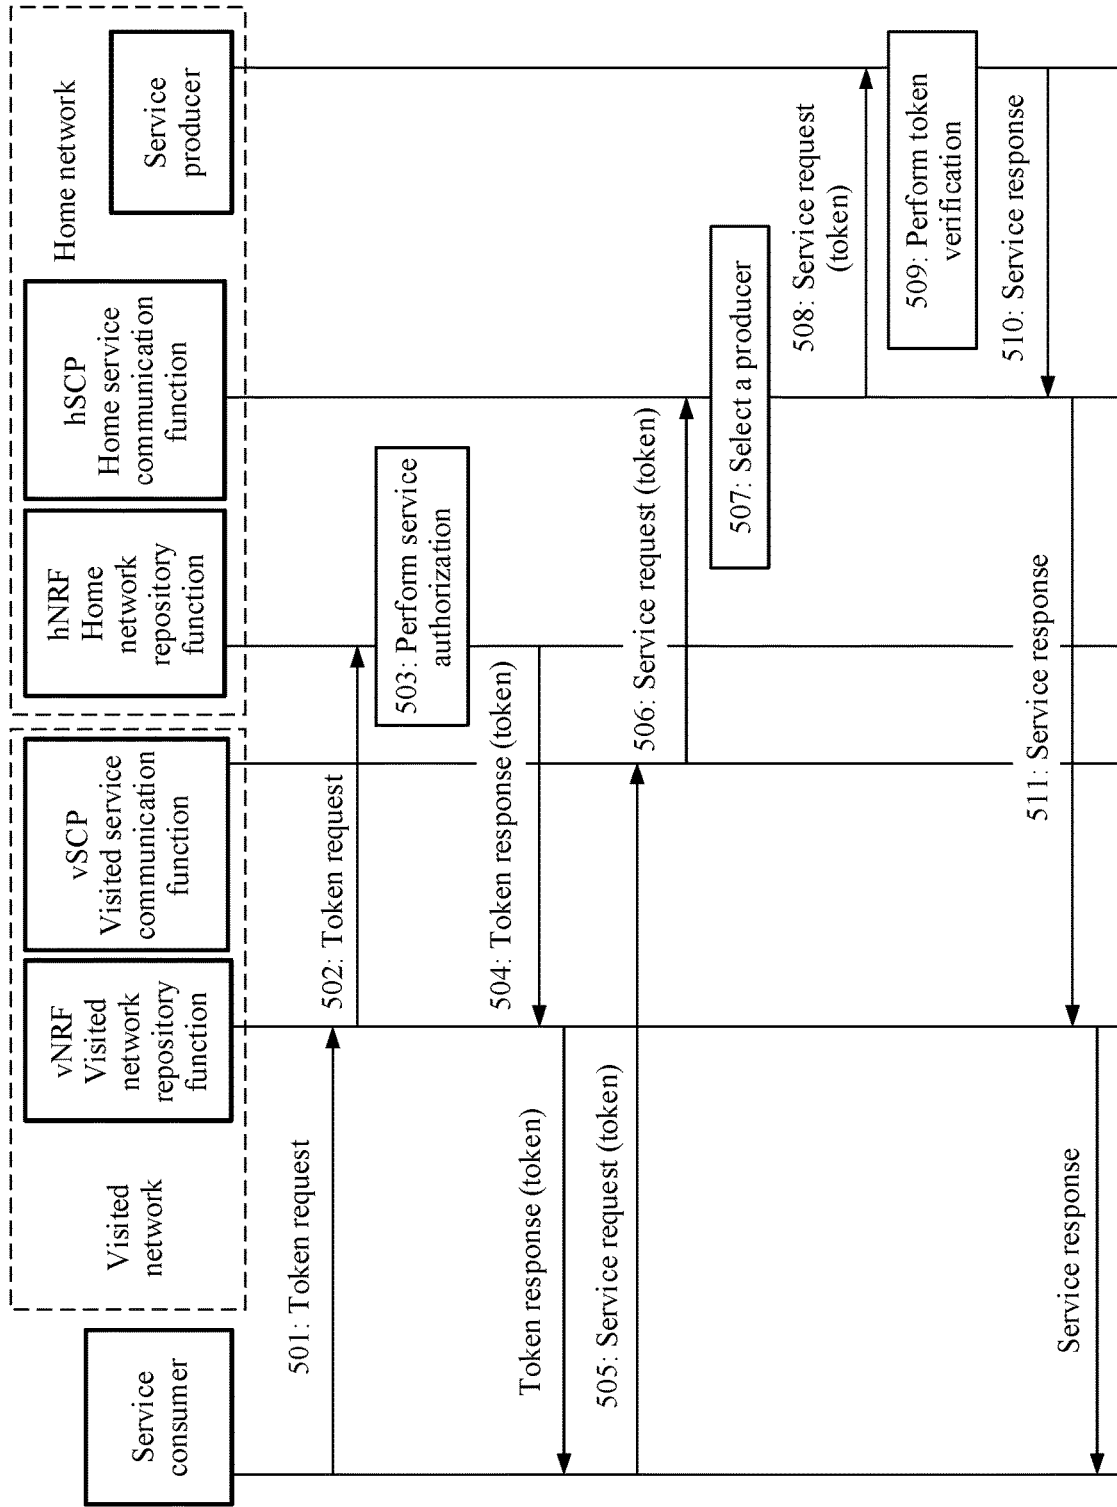 Service
consumer
Visited
network
vNRF
Visited
network
repository
function
vSCP
Visited service
communication
function
hNRF
Home
network
repository
function
hSCP
Home service
communication
function
Home network
Service
producer
501: Token request
502: Token request
503: Perform service
authorization
504: Token response (token)
Token response (token)
505: Service request (token)
506: Service request (token)
507: Select a producer
508: Service request
(token)
509: Perform token
verification
510: Service response
511: Service response
Service response